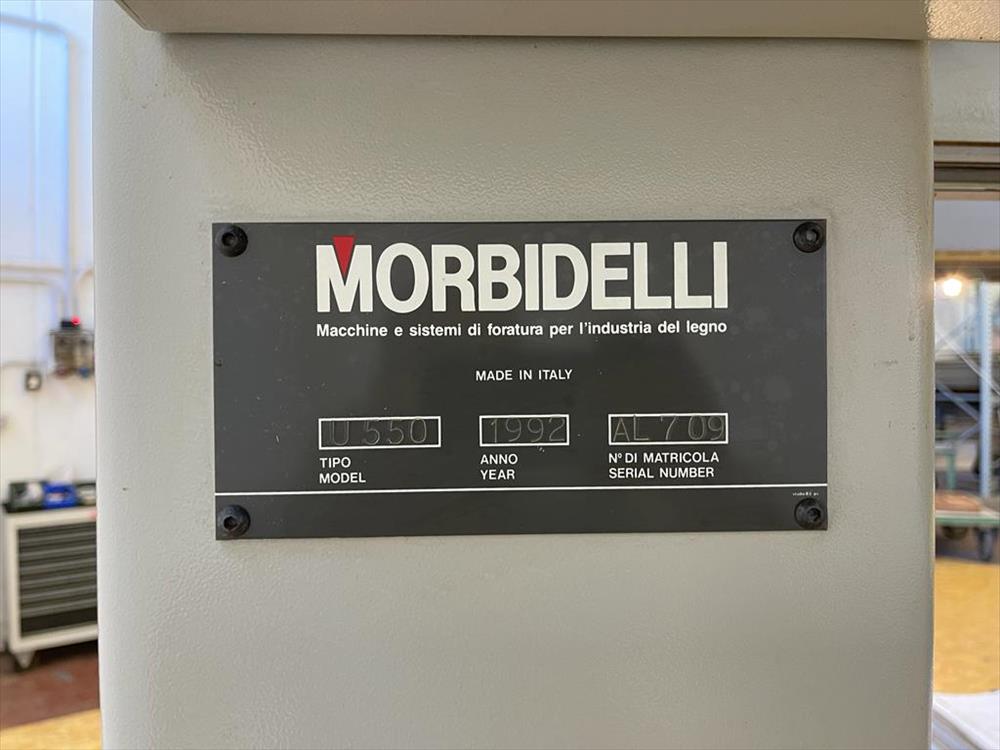 MORBIDELLI
Macchine e sistemi di foratura per l'industria del legno
MADE IN ITALY
U 550 1992 AL 709
TIPO ANNO N° DI MATRICOLA
MODEL YEAR SERIAL NUMBER